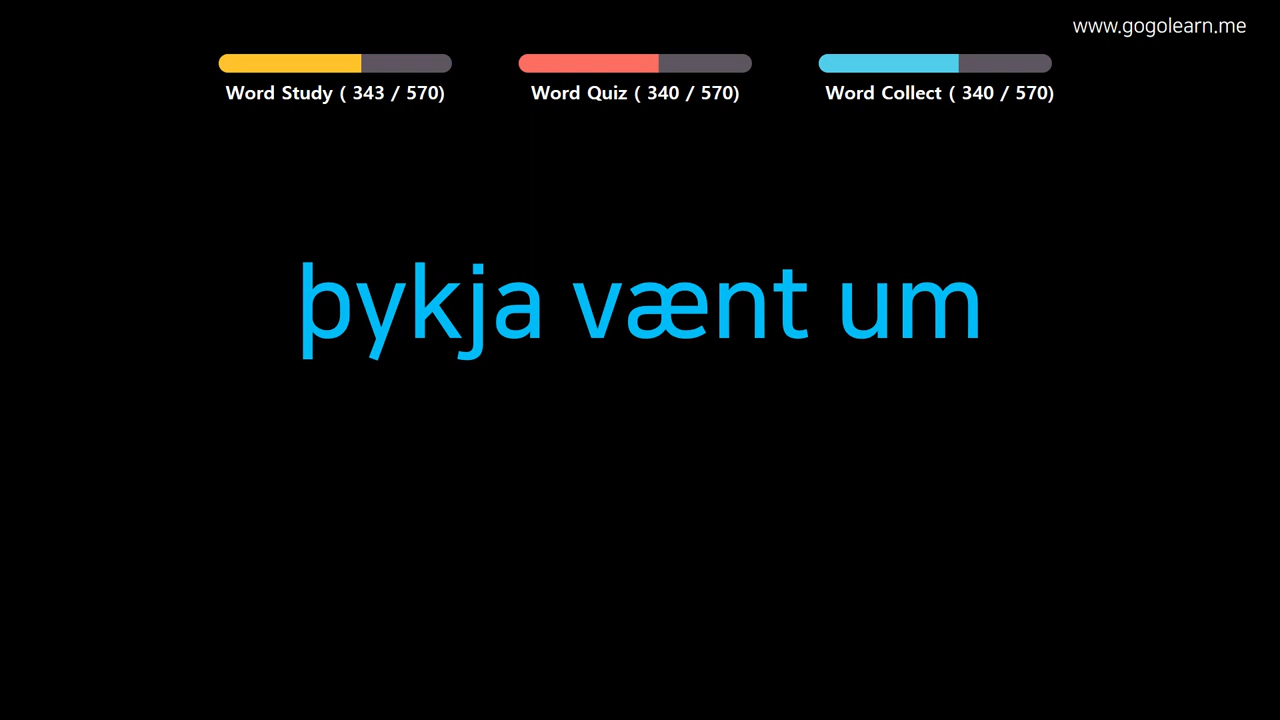 www.gogolearn.me
Word Study ( 343 / 570)
Word Quiz ( 340 / 570)
Word Collect ( 340 / 570)
þykja vænt um